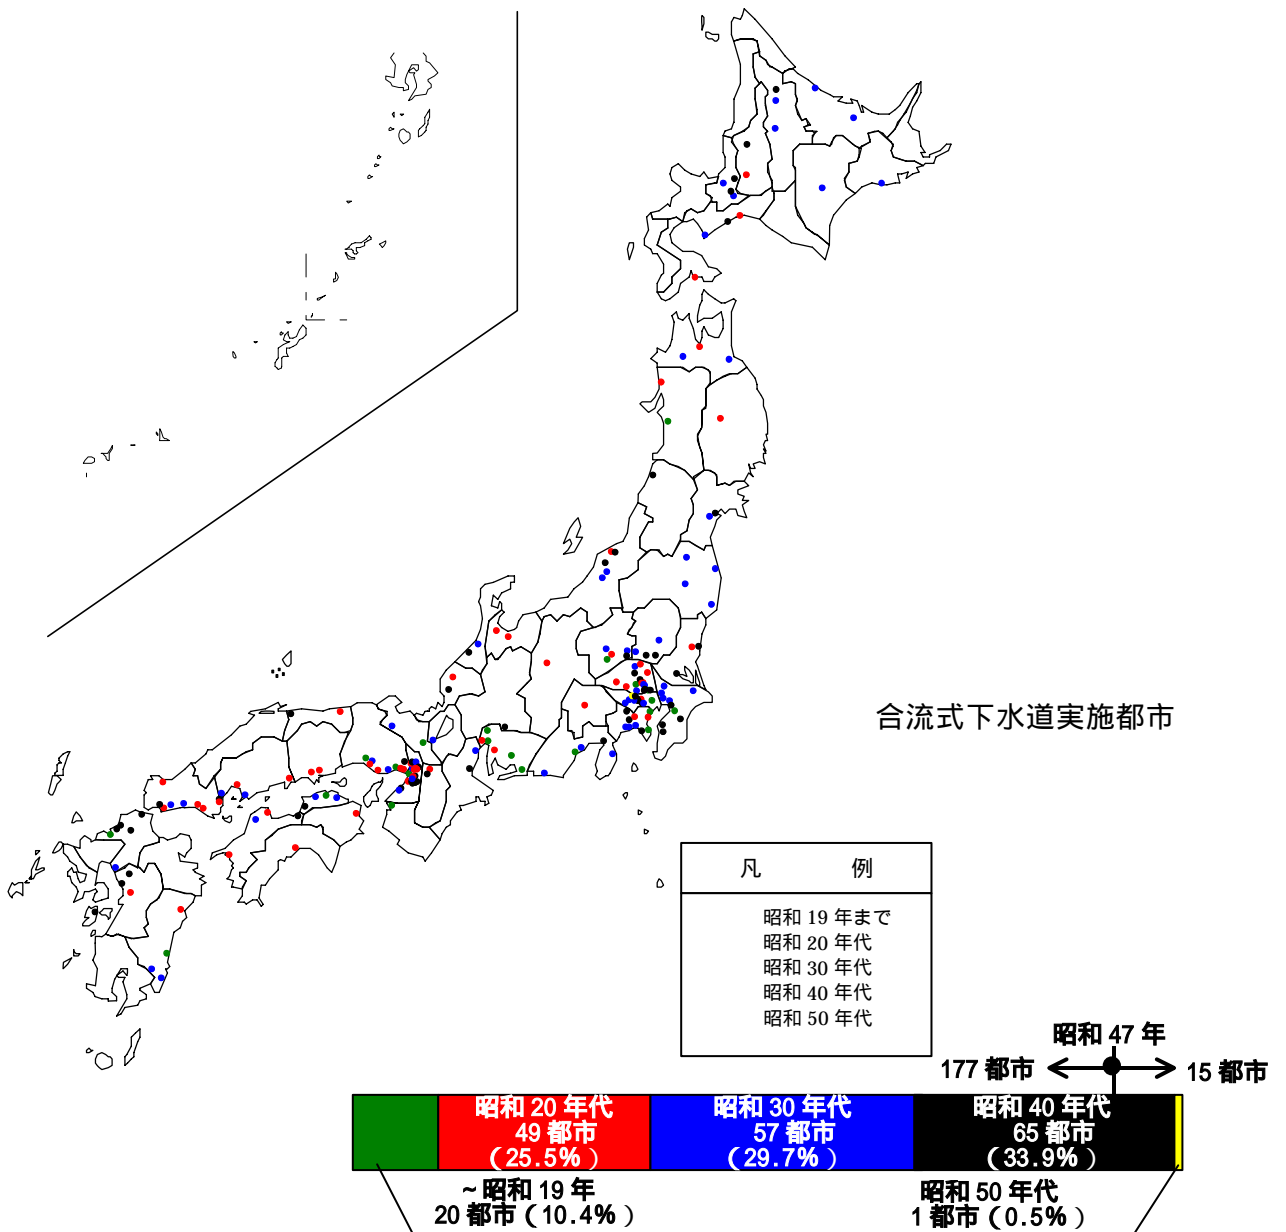 合流式下水道実施都市
凡　　　例
昭和 19 年まで
昭和 20 年代
昭和 30 年代
昭和 40 年代
昭和 50 年代
昭和 47 年
177 都市
15 都市
昭和 20 年代
49 都市
（25.5%）
昭和 30 年代
57 都市
（29.7%）
昭和 40 年代
65 都市
（33.9%）
～昭和 19 年
20 都市（10.4%）
昭和 50 年代
1 都市（0.5%）